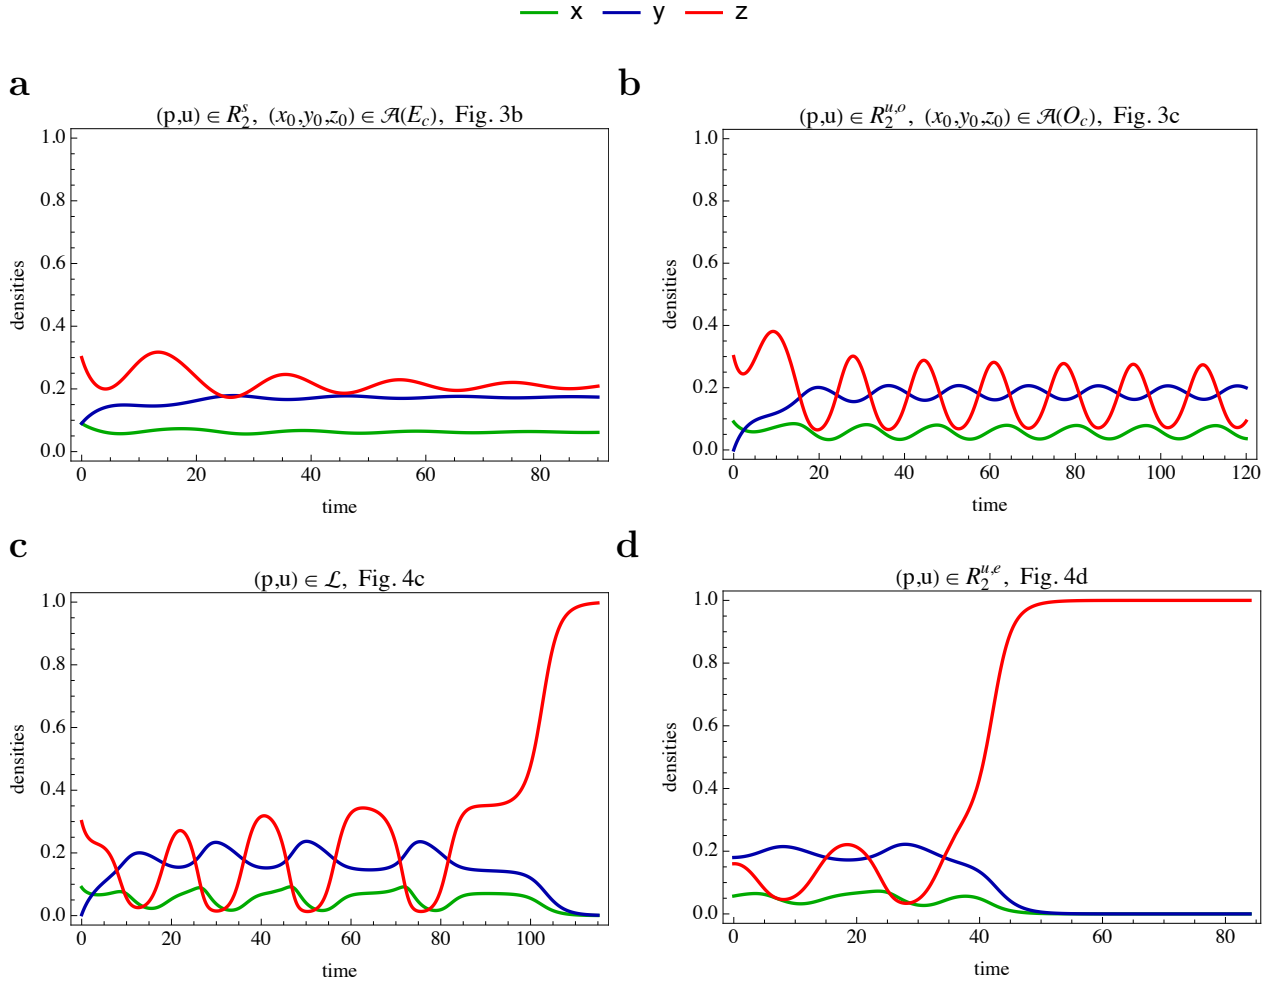 x y z
a
(p,u) ∈ R₂ˢ, (x₀,y₀,z₀) ∈ 𝒜(E_c), Fig. 3b
1.0
0.8
0.6
0.4
0.2
0.0
densities
0 20 40 60 80
time
b
(p,u) ∈ R₂ᵘ,ᵒ, (x₀,y₀,z₀) ∈ 𝒜(O_c), Fig. 3c
1.0
0.8
0.6
0.4
0.2
0.0
densities
0 20 40 60 80 100 120
time
c
(p,u) ∈ ℒ, Fig. 4c
1.0
0.8
0.6
0.4
0.2
0.0
densities
0 20 40 60 80 100
time
d
(p,u) ∈ R₂ᵘ,ᵉ, Fig. 4d
1.0
0.8
0.6
0.4
0.2
0.0
densities
0 20 40 60 80
time